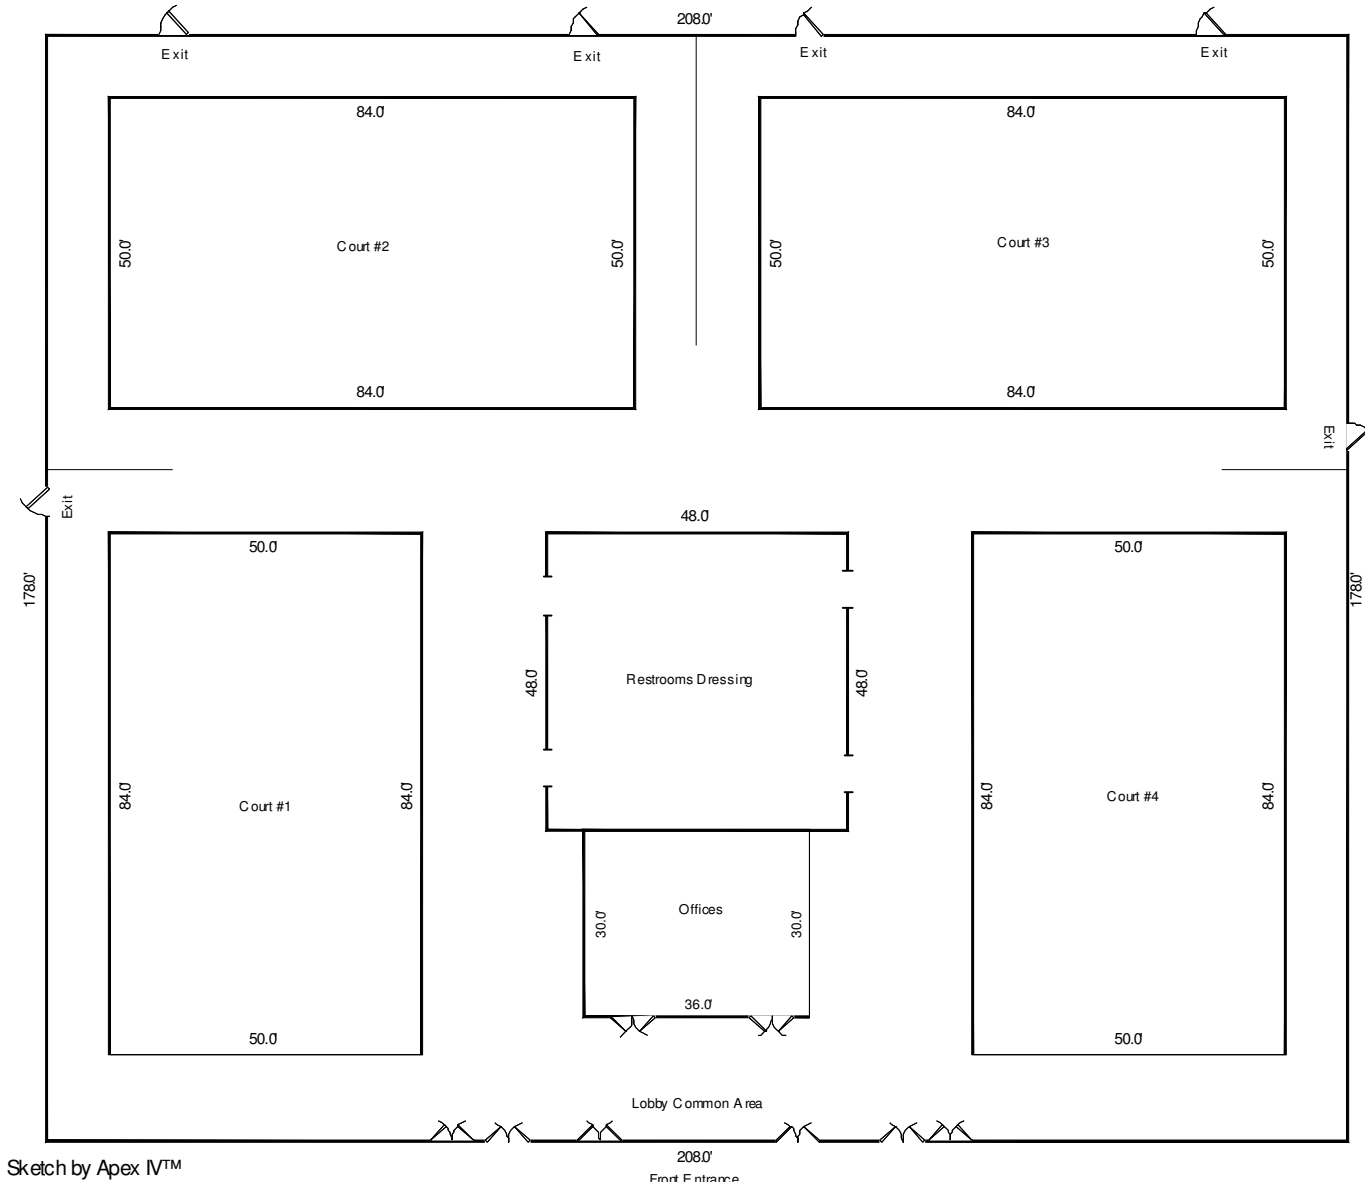 208.0'
Exit
Exit
Exit
Exit
84.0'
84.0'
50.0'
Court #2
50.0'
50.0'
Court #3
50.0'
84.0'
84.0'
Exit
Exit
48.0'
50.0'
50.0'
178.0'
178.0'
48.0'
Restrooms Dressing
48.0'
84.0'
Court #1
84.0'
84.0'
Court #4
84.0'
Offices
30.0'
30.0'
36.0'
50.0'
50.0'
Lobby Common Area
208.0'
Sketch by Apex IV™
Front Entrance